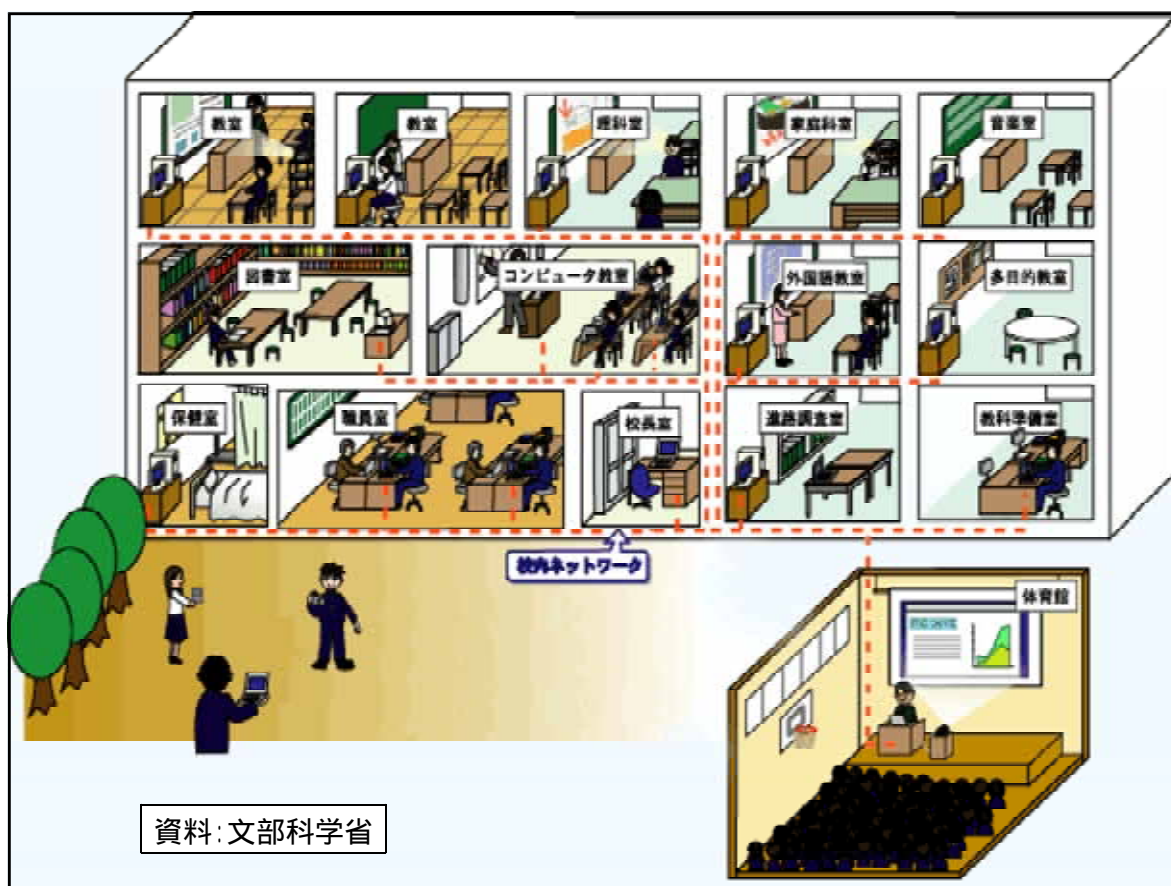 教室
教室
理科室
家庭科室
音楽室
図書室
コンピュータ教室
外国語教室
多目的教室
保健室
職員室
校長室
進路調査室
教科準備室
校内ネットワーク
体育館
資料:文部科学省